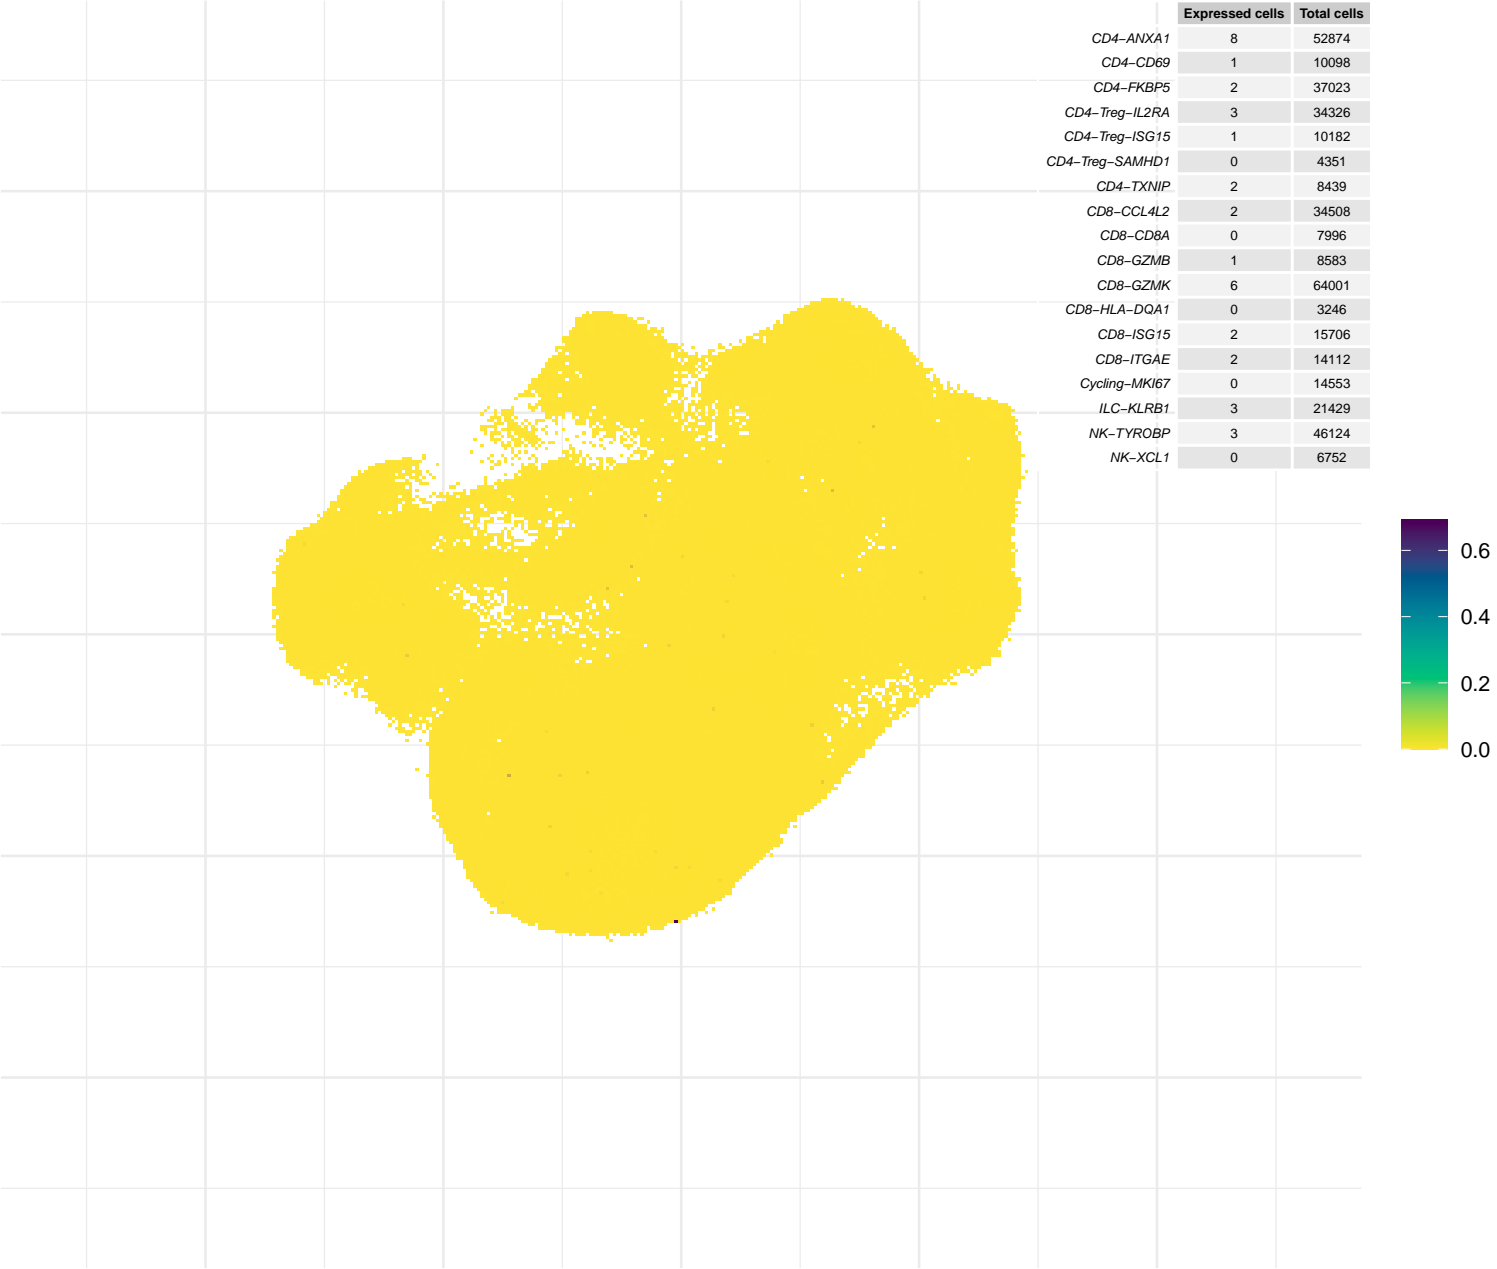 Expressed cells Total cells
CD4−ANXA1 8 52874
CD4−CD69 1 10098
CD4−FKBP5 2 37023
CD4−Treg−IL2RA 3 34326
CD4−Treg−ISG15 1 10182
CD4−Treg−SAMHD1 0 4351
CD4−TXNIP 2 8439
CD8−CCL4L2 2 34508
CD8−CD8A 0 7996
CD8−GZMB 1 8583
CD8−GZMK 6 64001
CD8−HLA−DQA1 0 3246
CD8−ISG15 2 15706
CD8−ITGAE 2 14112
Cycling−MKI67 0 14553
ILC−KLRB1 3 21429
NK−TYROBP 3 46124
NK−XCL1 0 6752
0.6
0.4
0.2
0.0